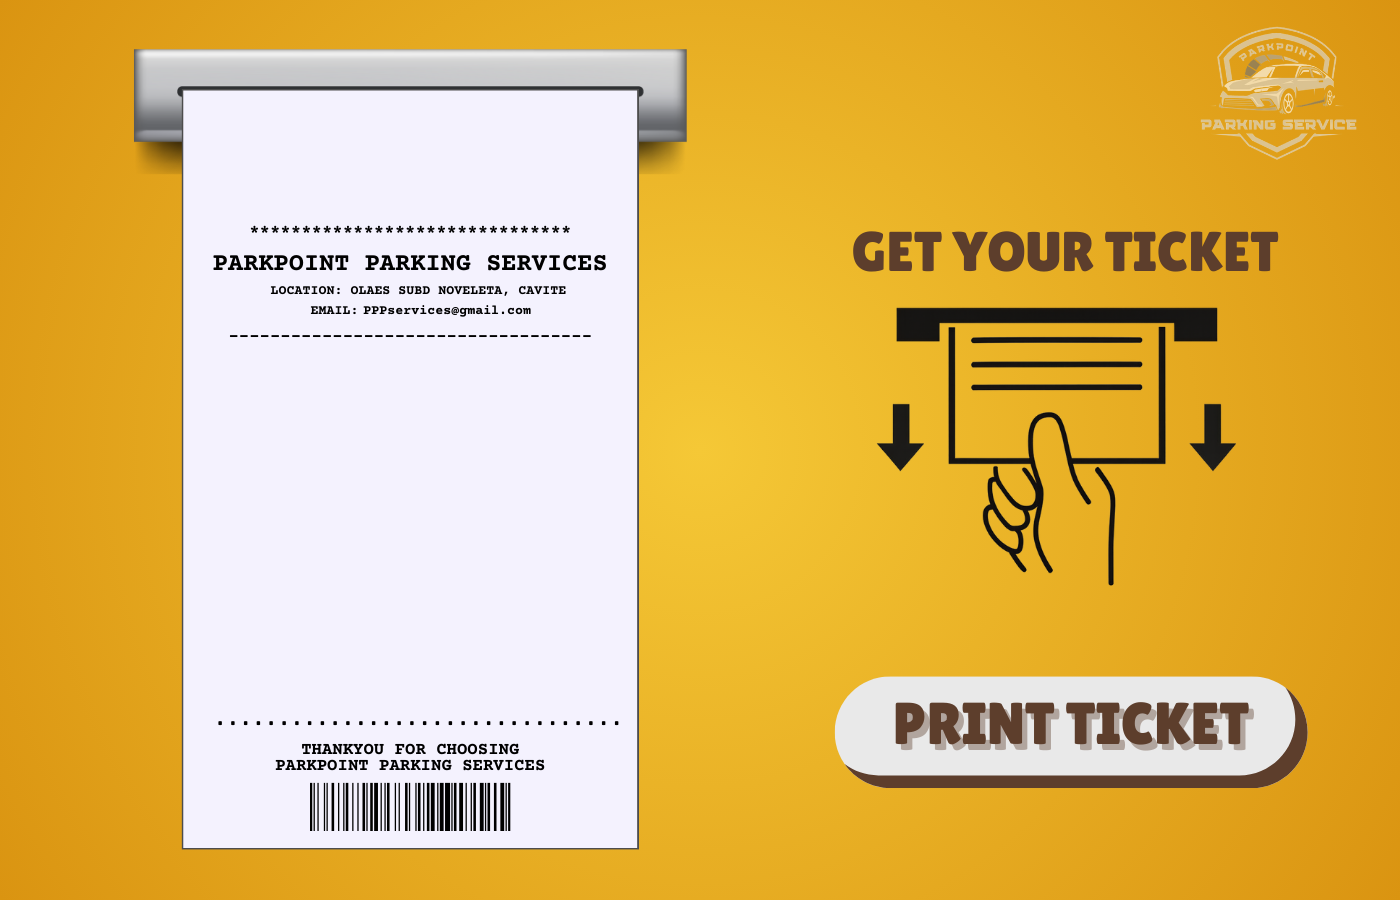 ******************************* 
PARKPOINT PARKING SERVICES
LOCATION: OLAES SUBD NOVELETA, CAVITE
EMAIL: PPPservices@gmail.com
-----------------------------------
................................
THANKYOU FOR CHOOSING
PARKPOINT PARKING SERVICES
PARKPOINT
PARKING SERVICE
GET YOUR TICKET
PRINT TICKET